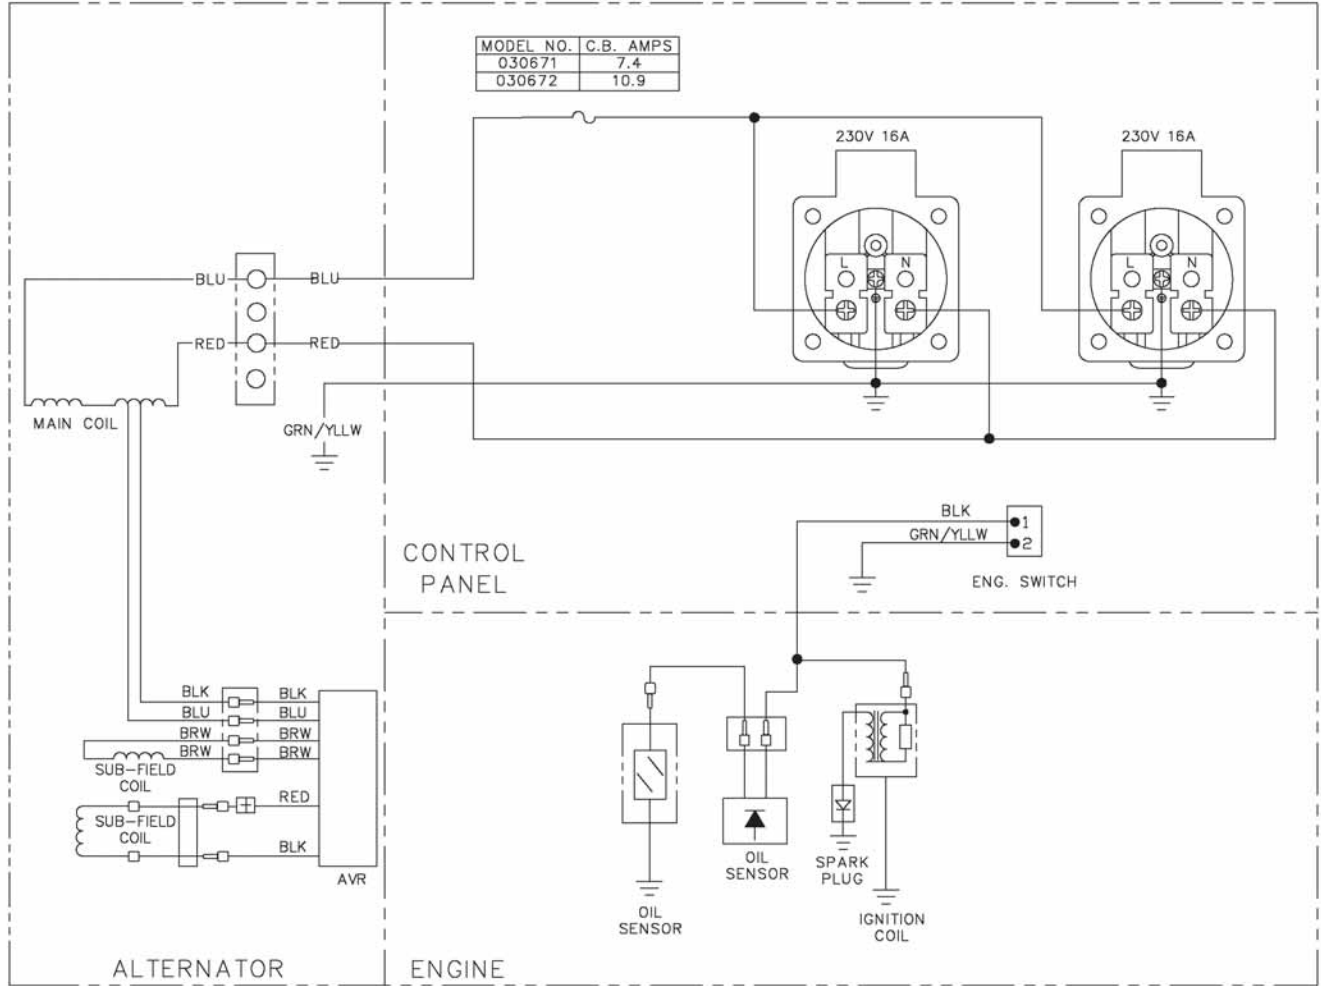 MODEL NO. C.B. AMPS
030671 7.4
030672 10.9
230V 16A
230V 16A
L N
L N
BLU BLU
RED RED
MAIN COIL
GRN/YLLW
BLK
1
GRN/YLLW
2
ENG. SWITCH
CONTROL
PANEL
BLK BLK
BLU BLU
BRW BRW
BRW BRW
SUB-FIELD
COIL
RED
SUB-FIELD
COIL
BLK
AVR
OIL
SENSOR
OIL
SENSOR
SPARK
PLUG
IGNITION
COIL
ALTERNATOR
ENGINE